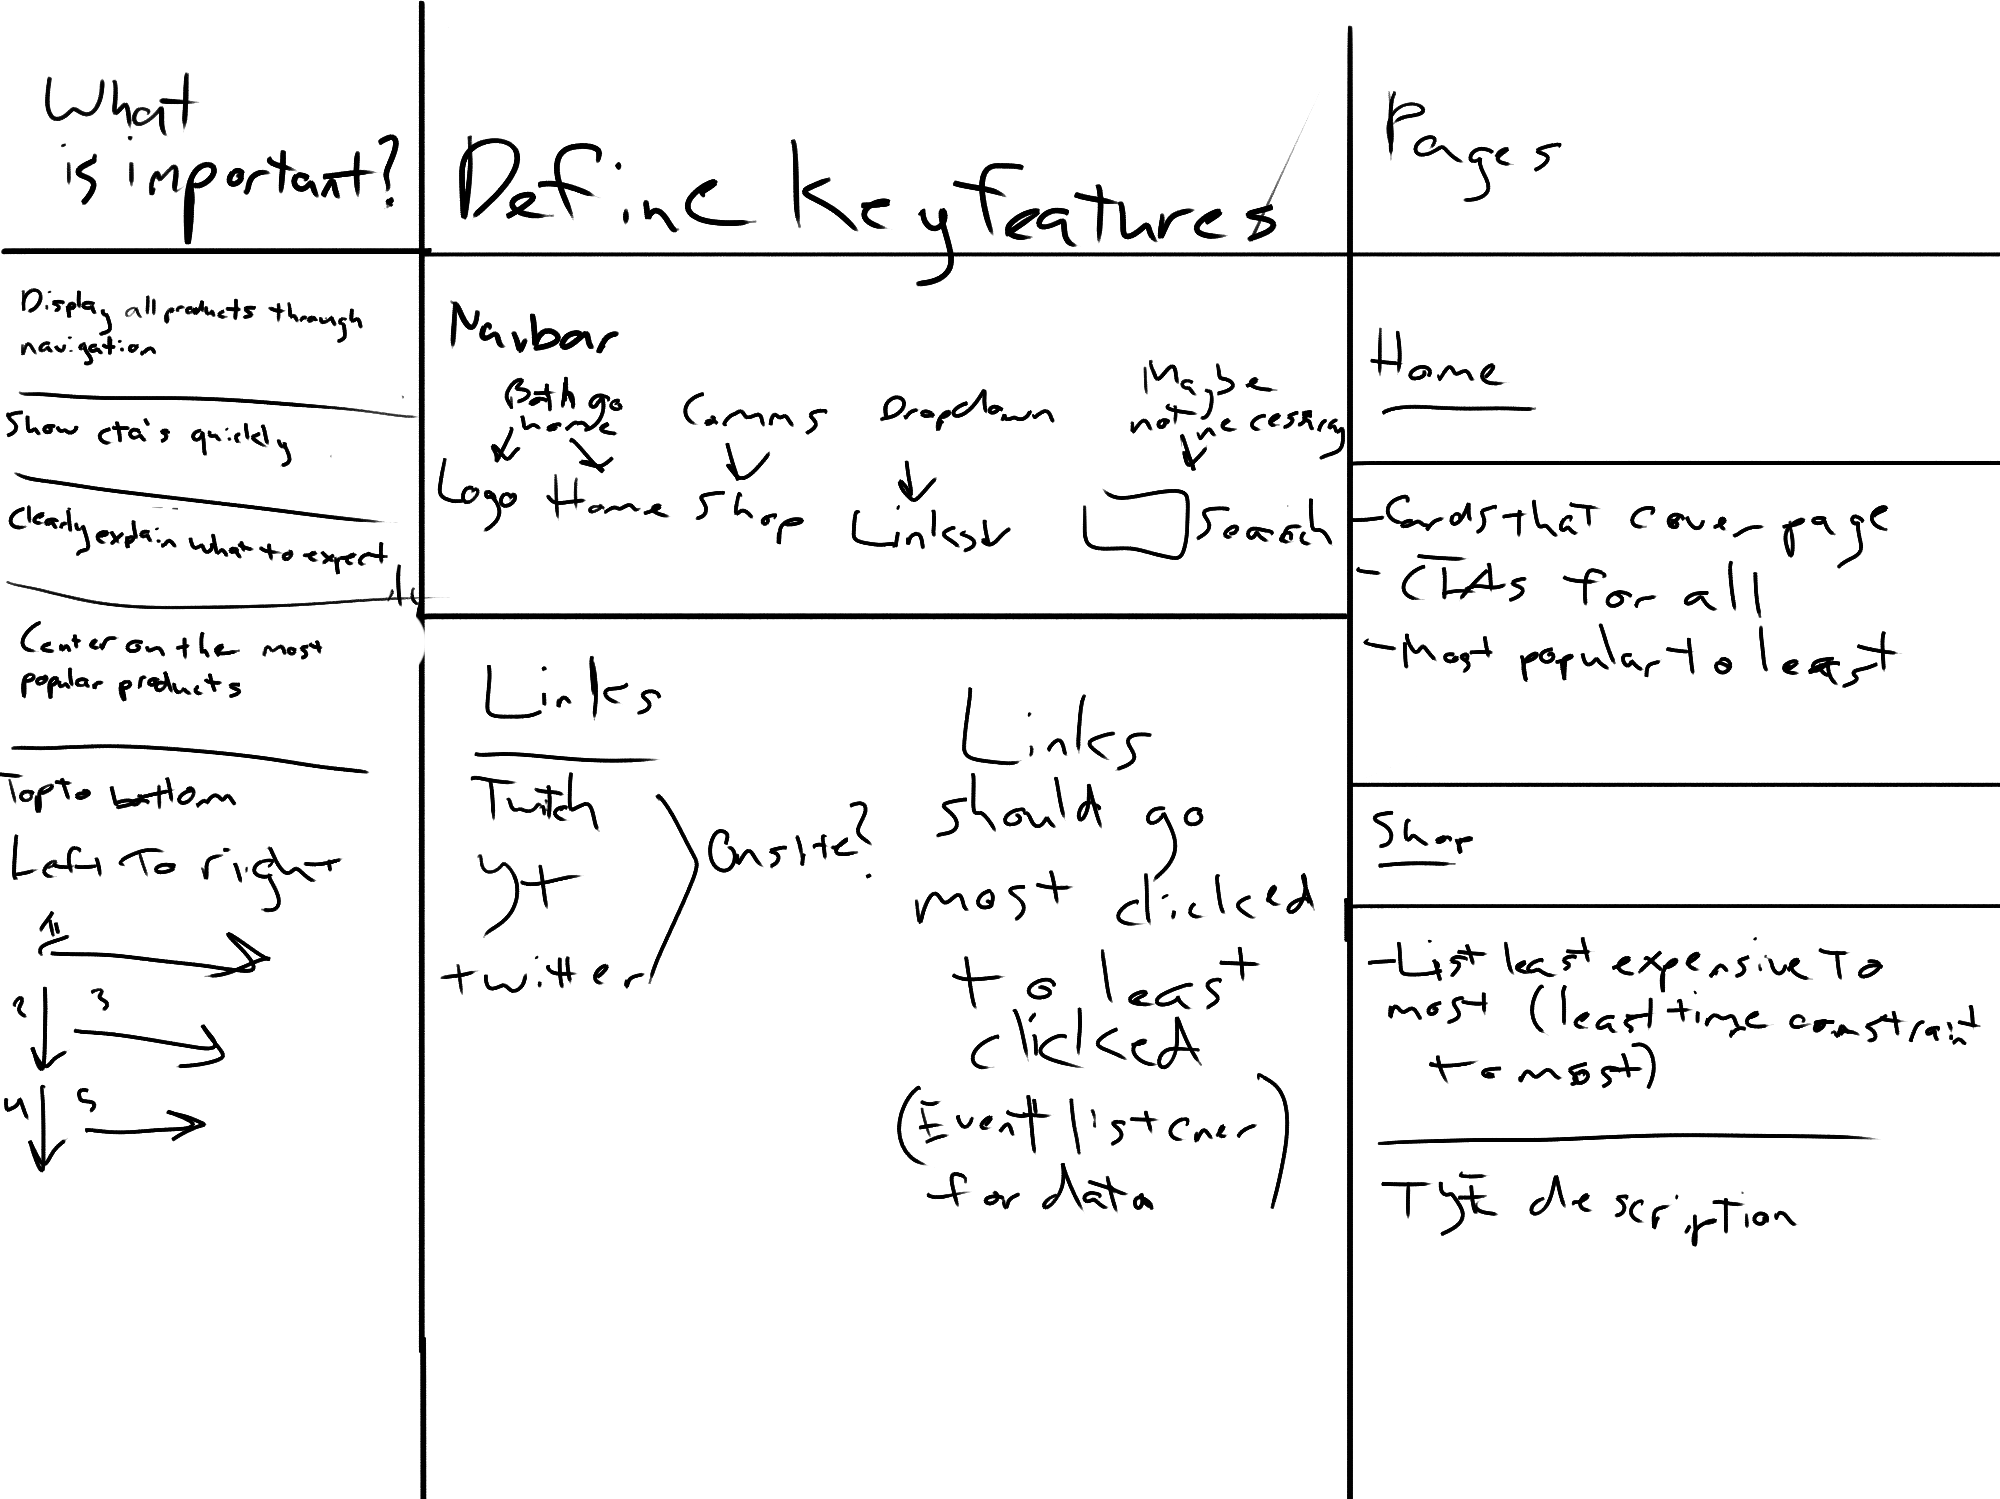 What
is important?
Display all products through
navigation
Show cta's quickly
Clearly explain what to expect
Center on the most
popular products
Top to bottom
Left To right
1
2 3
4 5
Define key features
Navbar
Both go
home
Comms
Dropdown
Maybe
not necessary
Logo Home Shop Links Search
Links
Twitch
yt
twitter
Onsite?
Links
should go
most clicked
to least
clicked
(Event listener
for data)
Pages
Home
-Cards that cover page
- CTAs for all
- Most popular to least
Shop
-List least expensive To
most (least time constraint
to most)
description